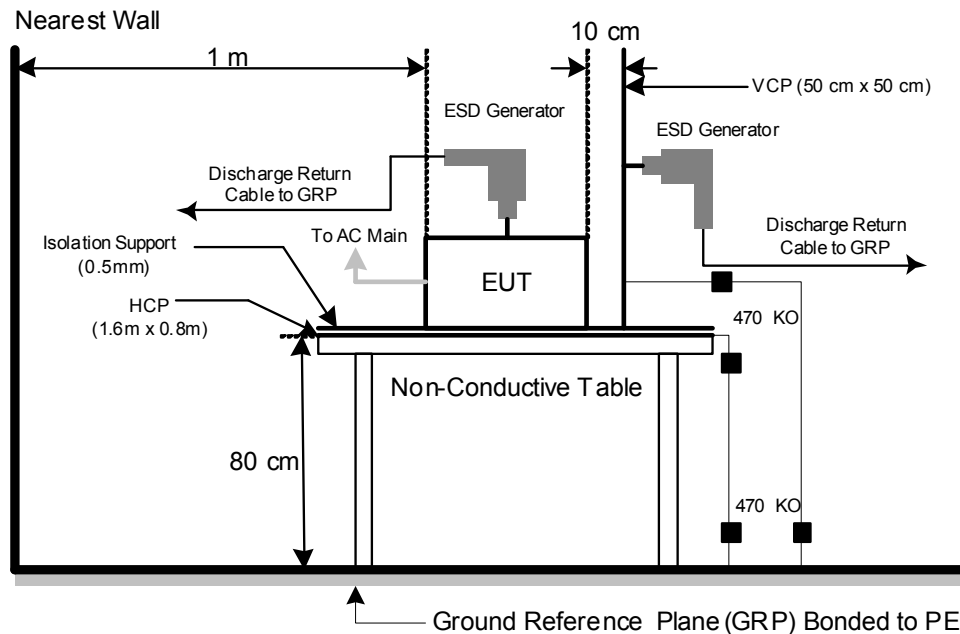 Nearest Wall
10 cm
1 m
VCP (50 cm x 50 cm)
ESD Generator
ESD Generator
Discharge Return
Cable to GRP
Discharge Return
Cable to GRP
To AC Main
Isolation Support
(0.5mm)
EUT
HCP
(1.6m x 0.8m)
470 KO
Non-Conductive Table
80 cm
470 KO
Ground Reference Plane (GRP) Bonded to PE